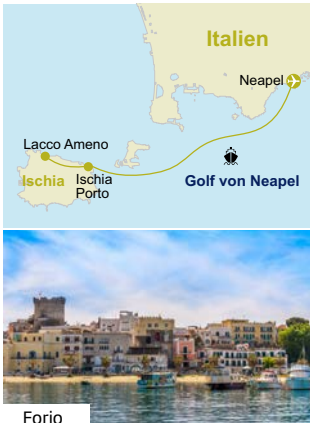 Italien
Neapel
Lacco Ameno
Ischia
Ischia
Porto
Golf von Neapel
Forio